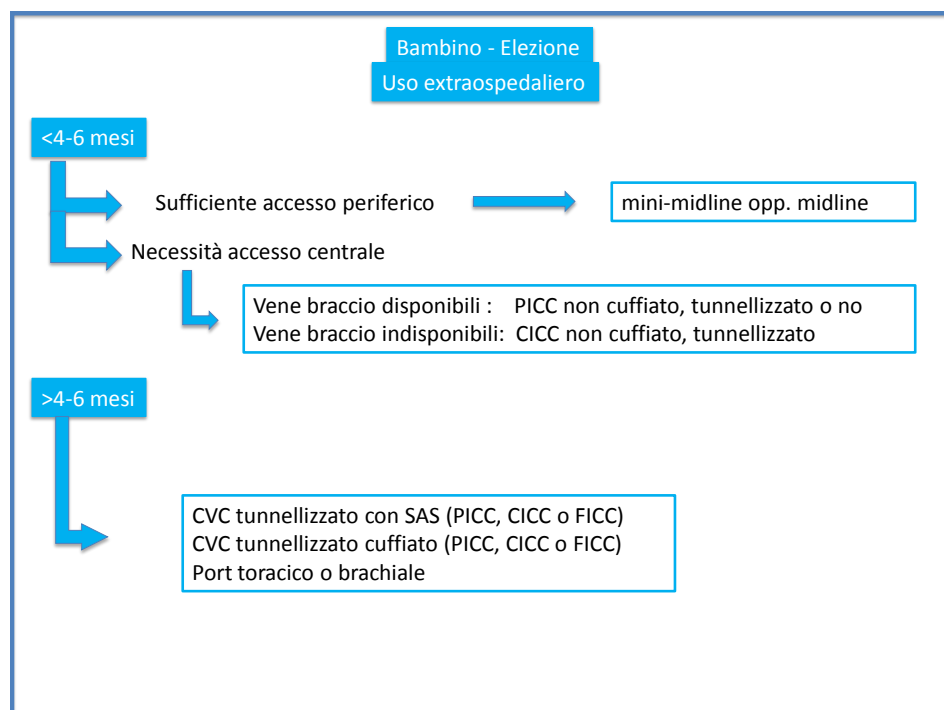 Bambino - Elezione
Uso extraospedaliero
<4-6 mesi
Sufficiente accesso periferico
mini-midline opp. midline
Necessità accesso centrale
Vene braccio disponibili : PICC non cuffiato, tunnellizzato o no
Vene braccio indisponibili: CICC non cuffiato, tunnellizzato
>4-6 mesi
CVC tunnellizzato con SAS (PICC, CICC o FICC)
CVC tunnellizzato cuffiato (PICC, CICC o FICC)
Port toracico o brachiale